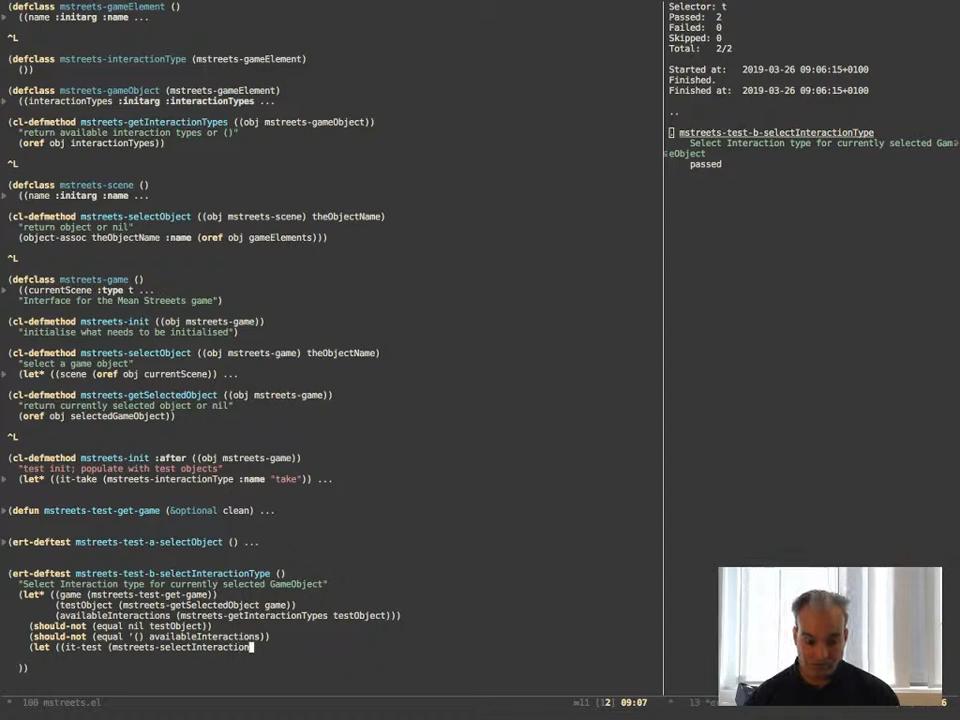 (defclass mstreets-gameElement ()
((name :initarg :name ...
^L
(defclass mstreets-interactionType (mstreets-gameElement)
())
(defclass mstreets-gameObject (mstreets-gameElement)
((interactionTypes :initarg :interactionTypes ...
(cl-defmethod mstreets-getInteractionTypes ((obj mstreets-gameObject))
"return available interaction types or ()"
(oref obj interactionTypes))
^L
(defclass mstreets-scene ()
((name :initarg :name ...
(cl-defmethod mstreets-selectObject ((obj mstreets-scene) theObjectName)
"return object or nil"
(object-assoc theObjectName :name (oref obj gameElements)))
^L
(defclass mstreets-game ()
((currentScene :type t ...
"Interface for the Mean Streeets game")
(cl-defmethod mstreets-init ((obj mstreets-game))
"initialise what needs to be initialised")
(cl-defmethod mstreets-selectObject ((obj mstreets-game) theObjectName)
"select a game object"
(let* ((scene (oref obj currentScene)) ...
(cl-defmethod mstreets-getSelectedObject ((obj mstreets-game))
"return currently selected object or nil"
(oref obj selectedGameObject))
^L
(cl-defmethod mstreets-init :after ((obj mstreets-game))
"test init; populate with test objects"
(let* ((it-take (mstreets-interactionType :name "take")) ...
(defun mstreets-test-get-game (&optional clean) ...
(ert-deftest mstreets-test-a-selectObject () ...
(ert-deftest mstreets-test-b-selectInteractionType ()
"Select Interaction type for currently selected GameObject"
(let* ((game (mstreets-test-get-game))
(testObject (mstreets-getSelectedObject game))
(availableInteractions (mstreets-getInteractionTypes testObject)))
(should-not (equal nil testObject))
(should-not (equal '() availableInteractions))
(let ((it-test (mstreets-selectInteraction
))
100 mstreets.el
[12] 09:07
Selector: t
Passed: 2
Failed: 0
Skipped: 0
Total: 2/2
Started at: 2019-03-26 09:06:15+0100
Finished.
Finished at: 2019-03-26 09:06:15+0100
..
. mstreets-test-b-selectInteractionType
Select Interaction type for currently selected Gam
eObject
passed
* 13 *e
6